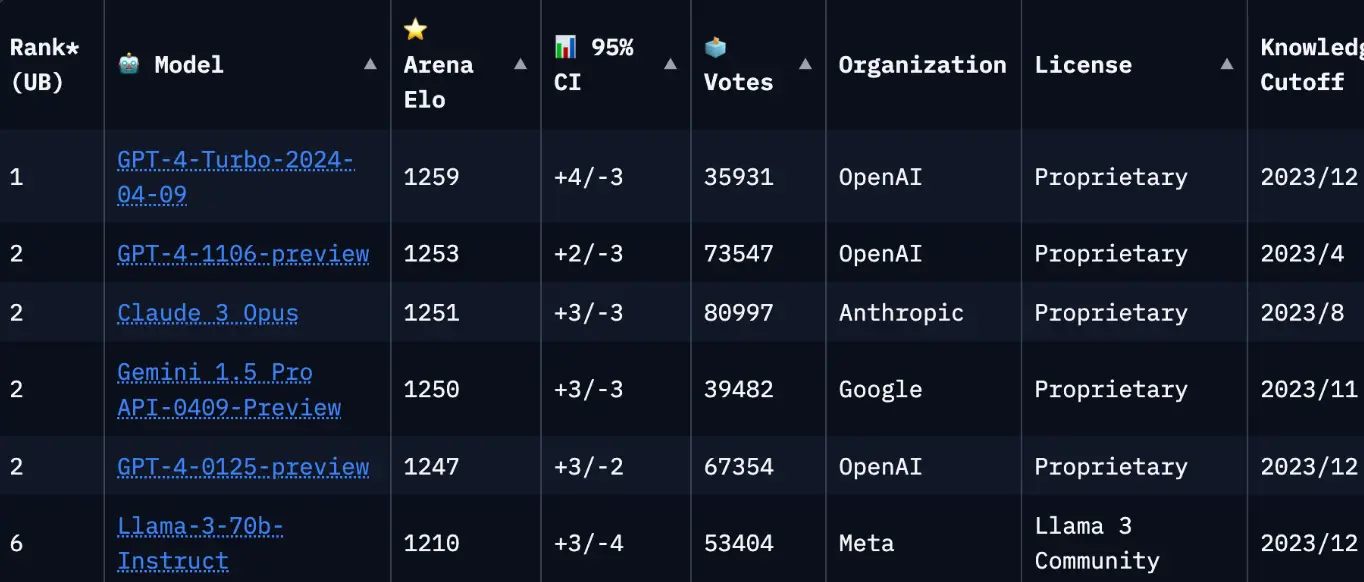 Rank* (UB) 🤖 Model ▲ ⭐ Arena Elo ▲ 📊 95% CI ▲ 🗳️ Votes ▲ Organization License ▲ Knowledg Cutoff
1 GPT-4-Turbo-2024-04-09 1259 +4/-3 35931 OpenAI Proprietary 2023/12
2 GPT-4-1106-preview 1253 +2/-3 73547 OpenAI Proprietary 2023/4
2 Claude 3 Opus 1251 +3/-3 80997 Anthropic Proprietary 2023/8
2 Gemini 1.5 Pro API-0409-Preview 1250 +3/-3 39482 Google Proprietary 2023/11
2 GPT-4-0125-preview 1247 +3/-2 67354 OpenAI Proprietary 2023/12
6 Llama-3-70b-Instruct 1210 +3/-4 53404 Meta Llama 3 Community 2023/12